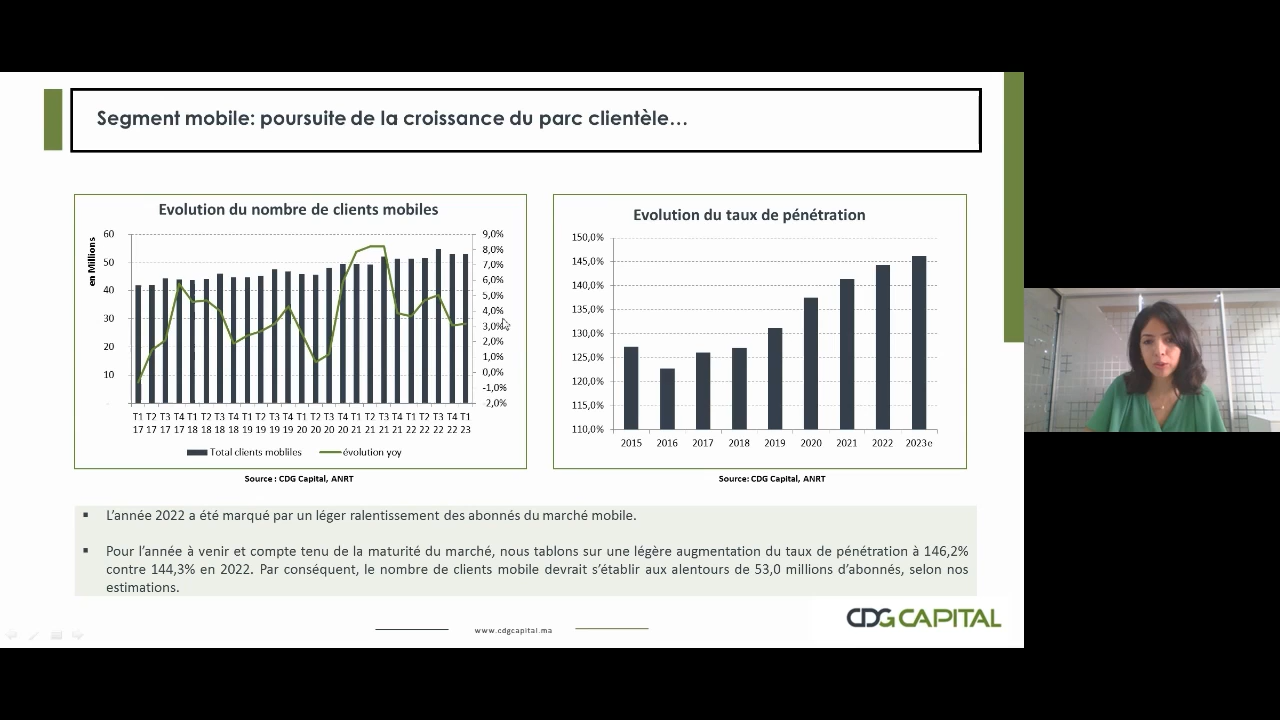 Segment mobile: poursuite de la croissance du parc clientèle…
Evolution du nombre de clients mobiles
en Millions
60
50
40
30
20
10
9,0%
8,0%
7,0%
6,0%
5,0%
4,0%
3,0%
2,0%
1,0%
0,0%
-1,0%
-2,0%
T1 T2 T3 T4 T1 T2 T3 T4 T1 T2 T3 T4 T1 T2 T3 T4 T1 T2 T3 T4 T1 T2 T3 T4 T1
17 17 17 17 18 18 18 18 19 19 19 19 20 20 20 20 21 21 21 21 22 22 22 22 23
Total clients mobliles
évolution yoy
Source : CDG Capital, ANRT
Evolution du taux de pénétration
150,0%
145,0%
140,0%
135,0%
130,0%
125,0%
120,0%
115,0%
110,0%
2015 2016 2017 2018 2019 2020 2021 2022 2023e
Source: CDG Capital, ANRT
▪ L’année 2022 a été marqué par un léger ralentissement des abonnés du marché mobile.
▪ Pour l’année à venir et compte tenu de la maturité du marché, nous tablons sur une légère augmentation du taux de pénétration à 146,2%
contre 144,3% en 2022. Par conséquent, le nombre de clients mobile devrait s’établir aux alentours de 53,0 millions d’abonnés, selon nos
estimations.
www.cdgcapital.ma
CDG CAPITAL